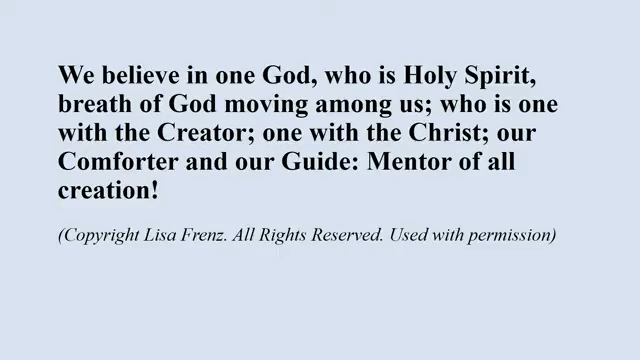 We believe in one God, who is Holy Spirit,
breath of God moving among us; who is one
with the Creator; one with the Christ; our
Comforter and our Guide: Mentor of all
creation!
(Copyright Lisa Frenz. All Rights Reserved. Used with permission)